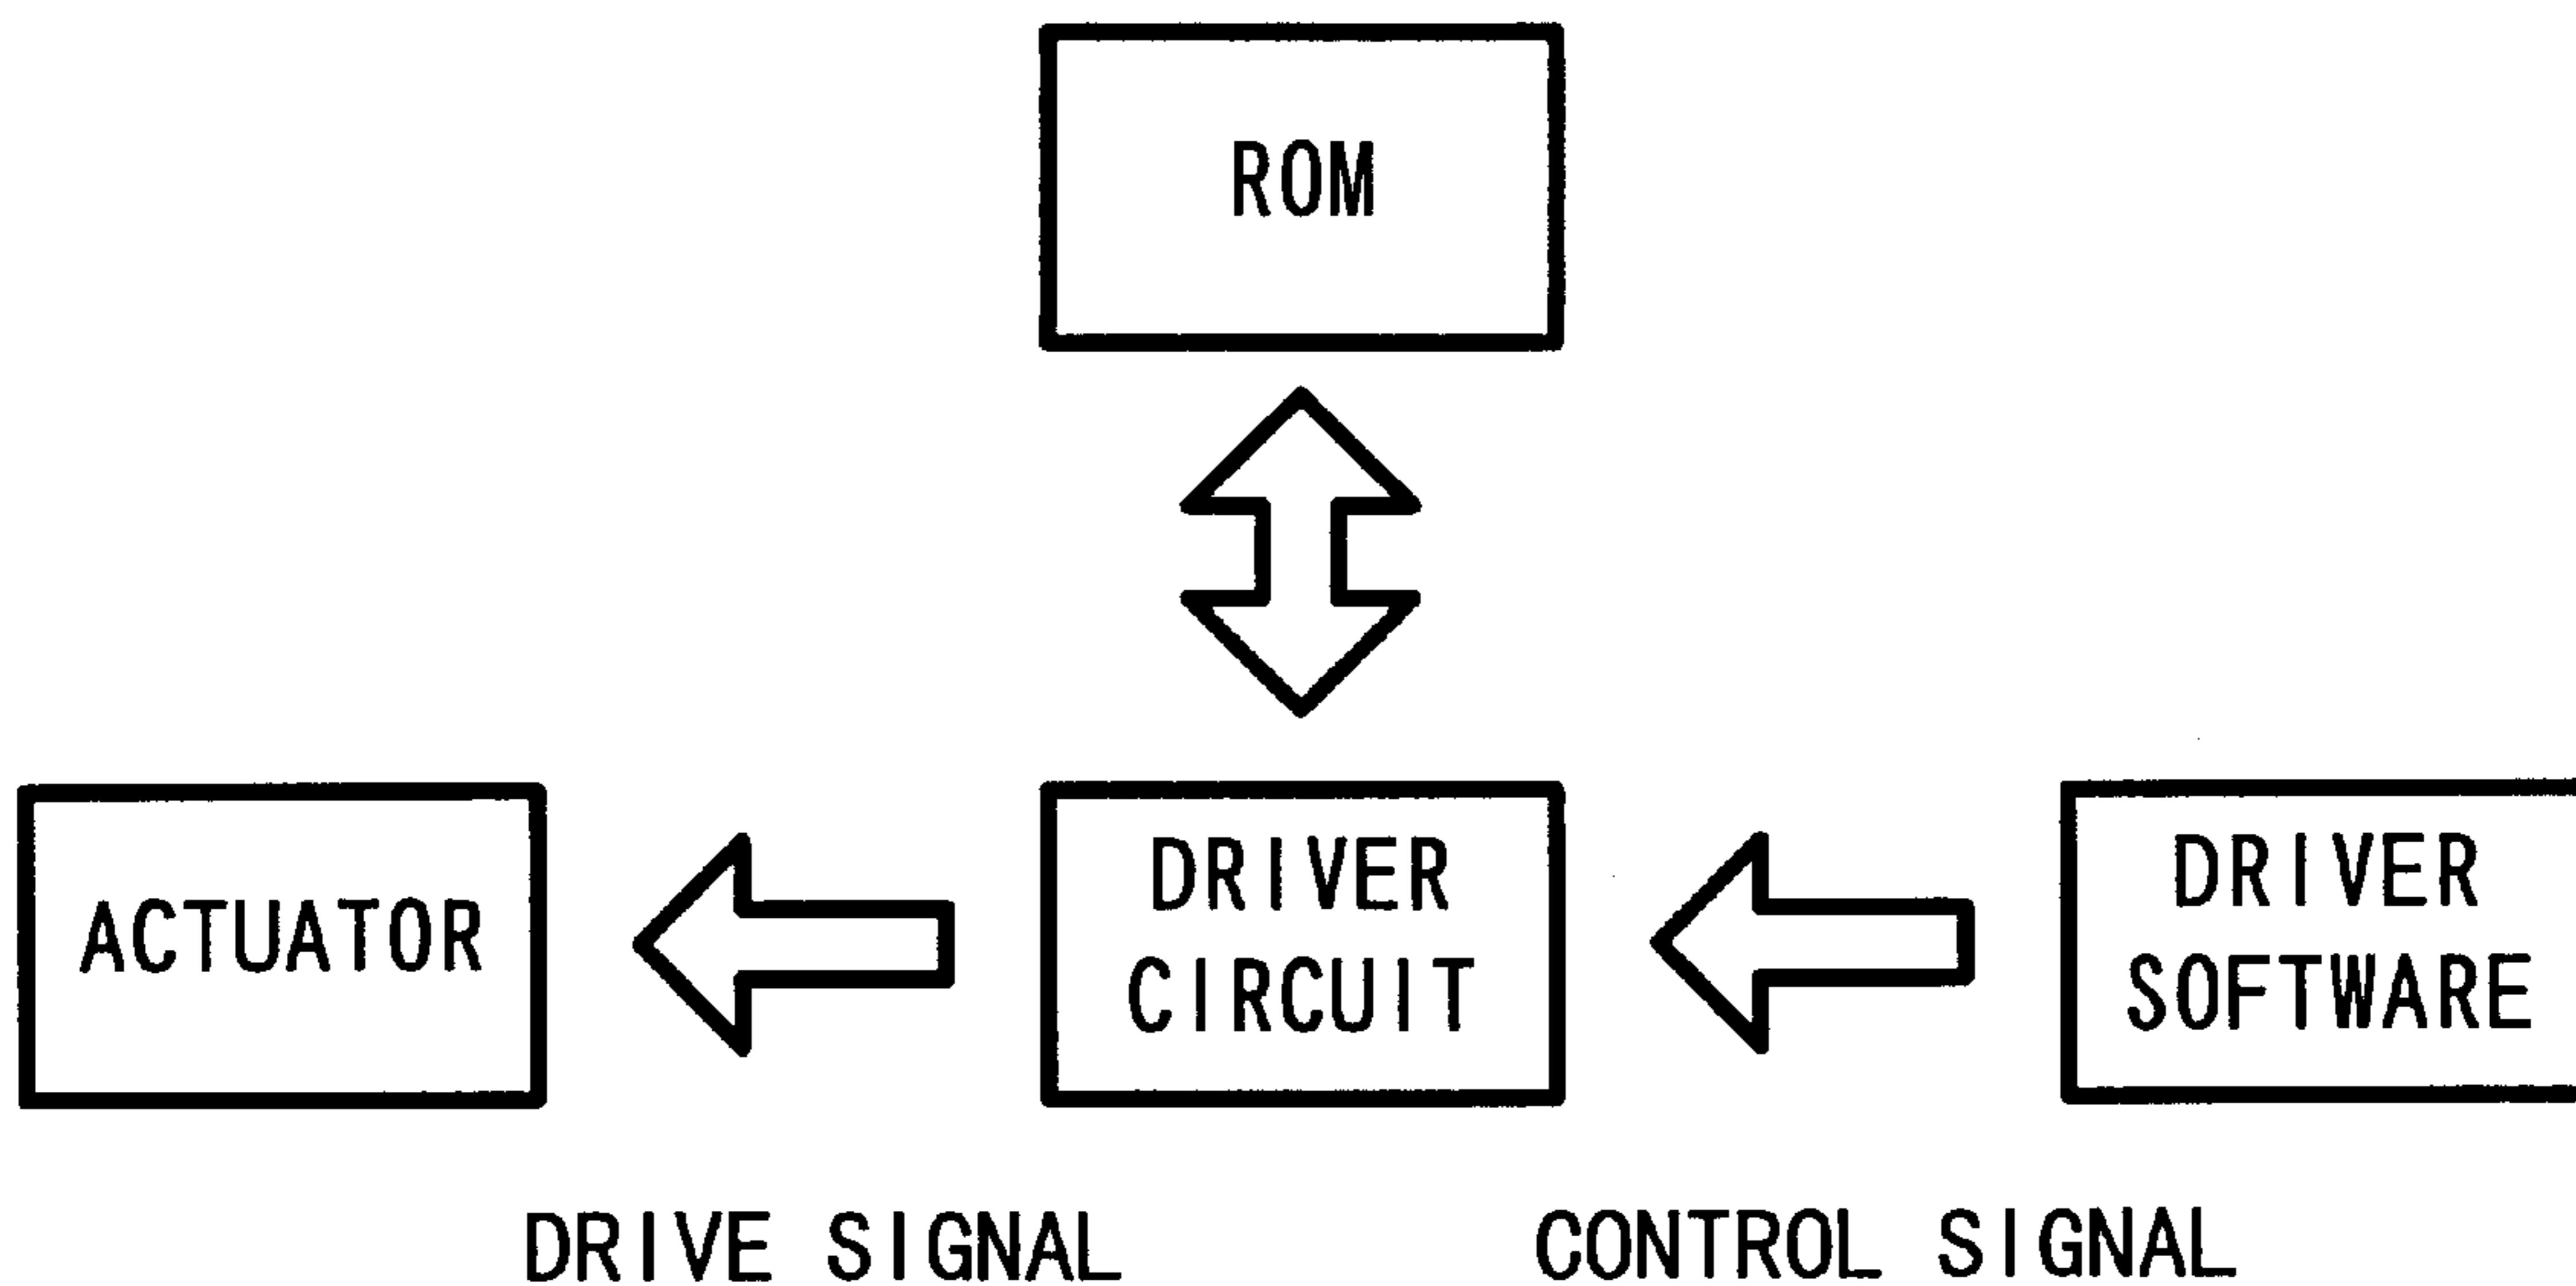 ROM
ACTUATOR
DRIVER
CIRCUIT
DRIVER
SOFTWARE
DRIVE SIGNAL
CONTROL SIGNAL